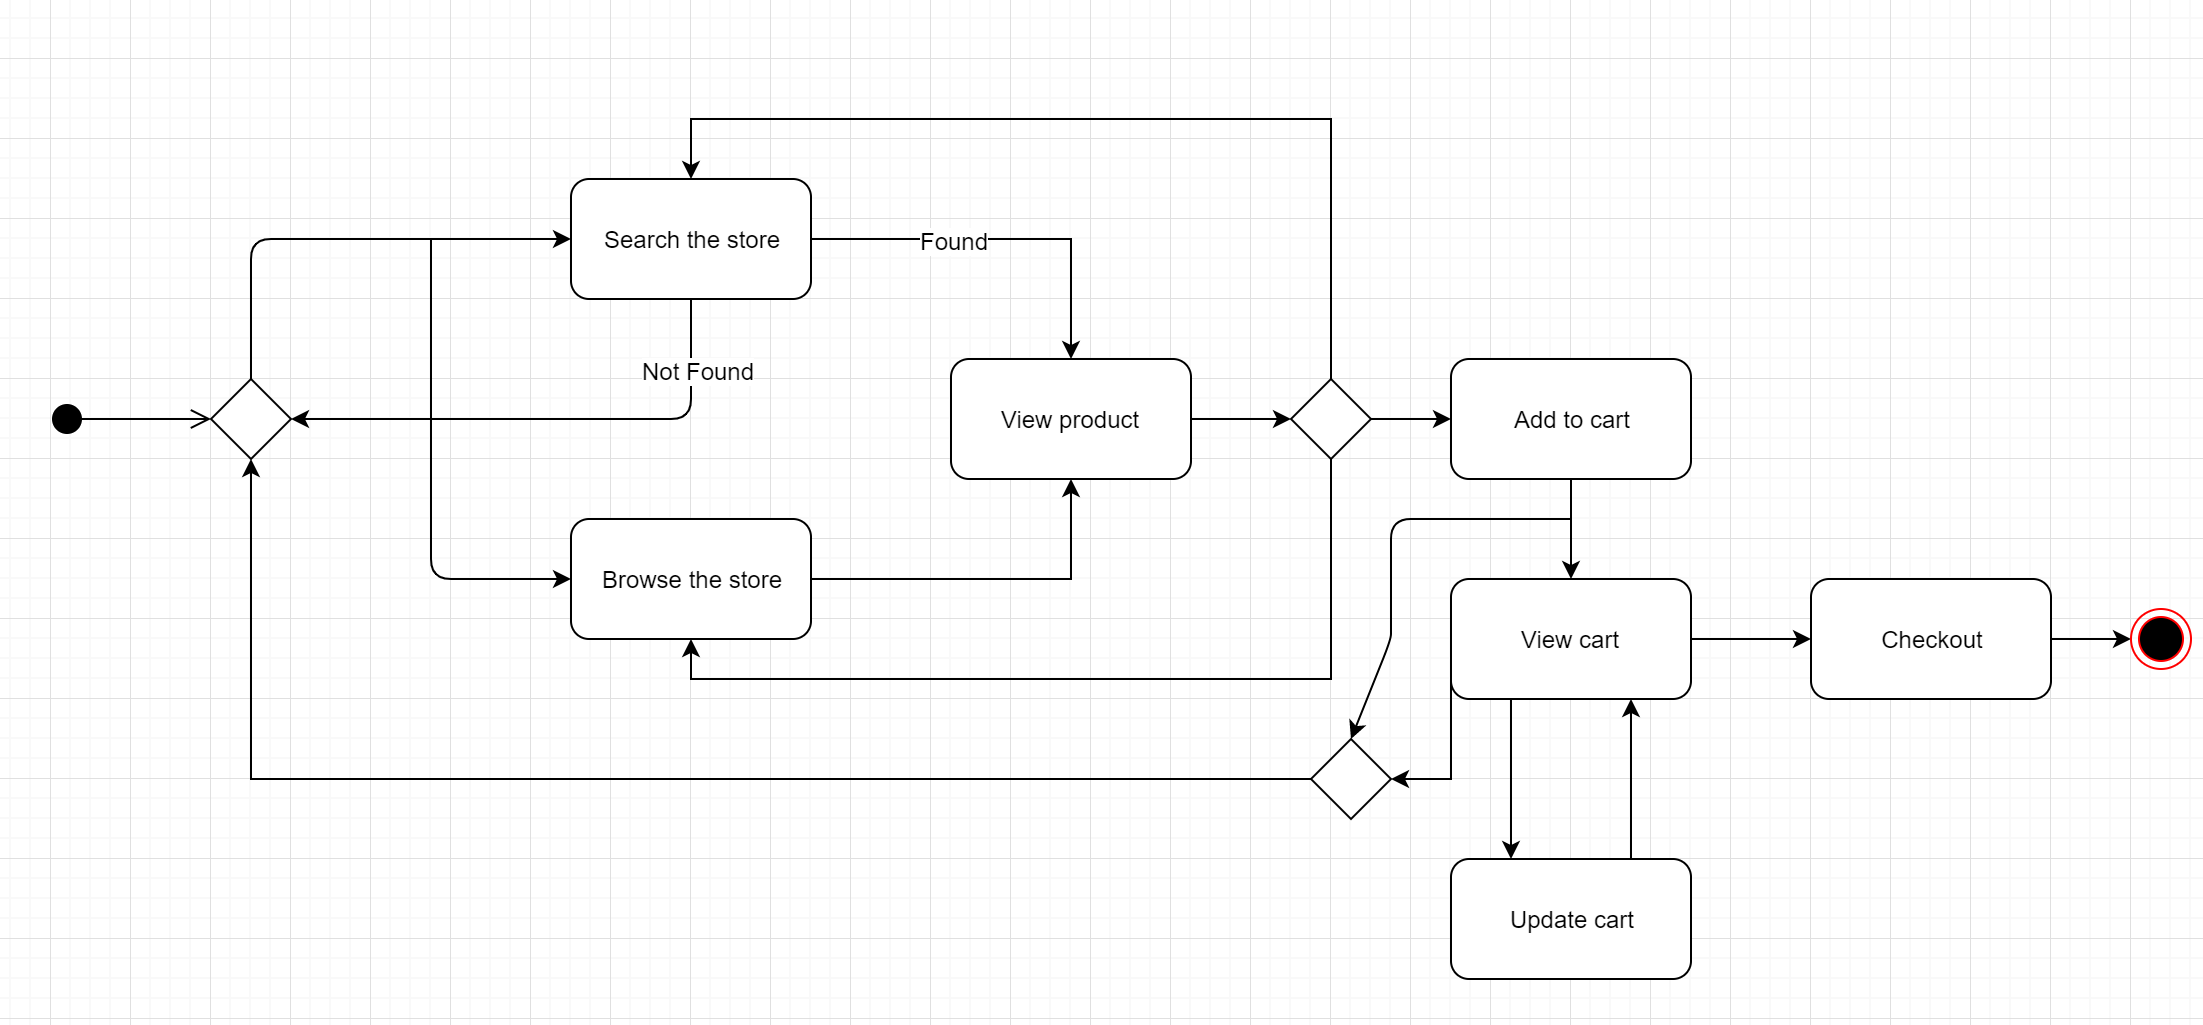 Search the store
Found
Not Found
View product
Add to cart
Browse the store
View cart
Checkout
Update cart